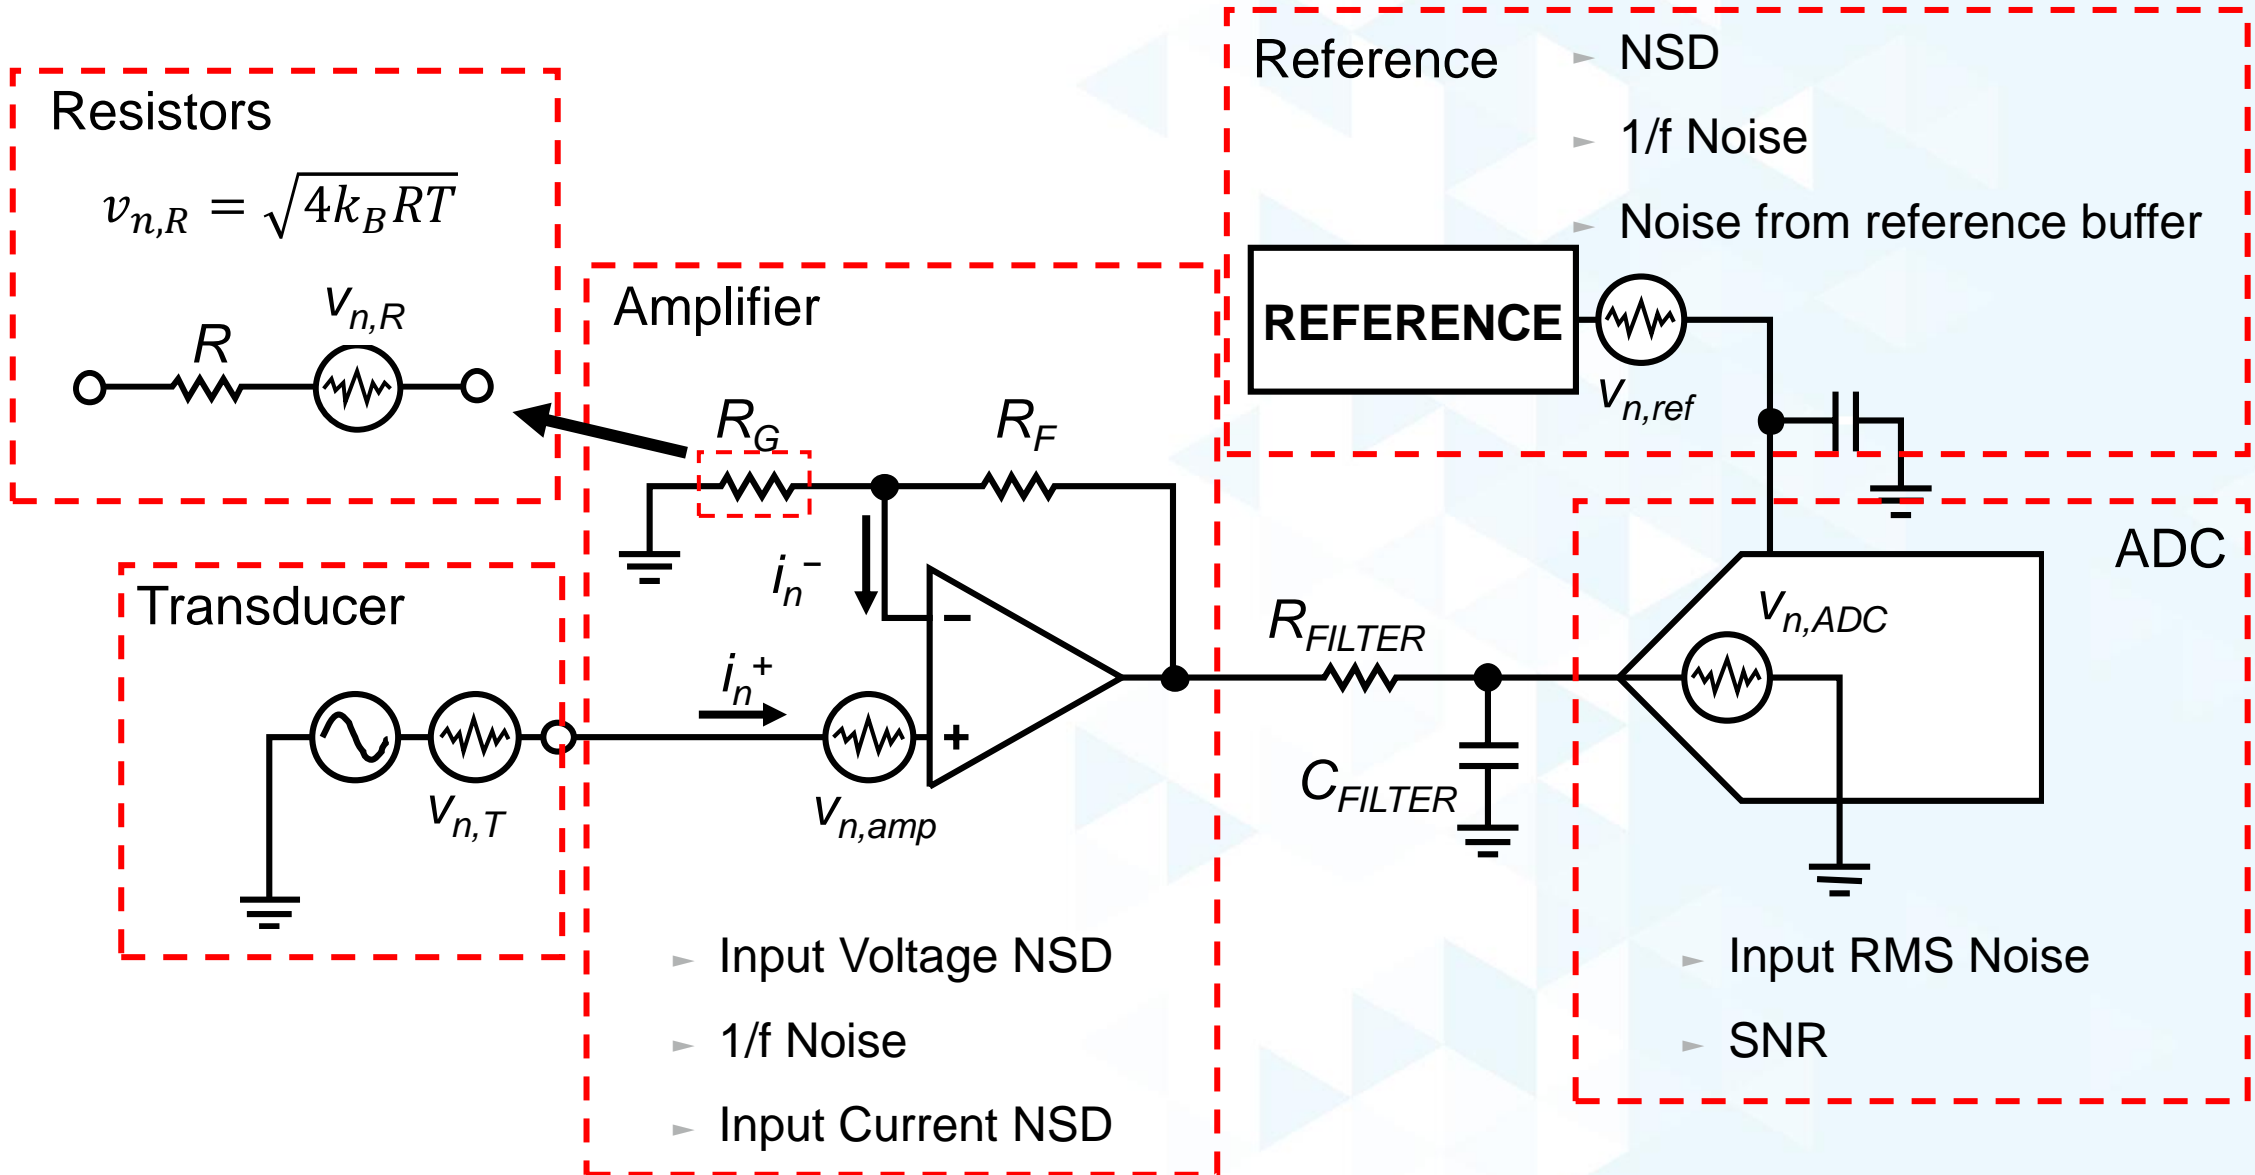 Resistors
v_{n,R} = √4k_BRT
v_{n,R}
R
Transducer
v_{n,T}
Amplifier
R_G
R_F
i_n^−
i_n^+
−
+
v_{n,amp}
► Input Voltage NSD
► 1/f Noise
► Input Current NSD
Reference
► NSD
► 1/f Noise
► Noise from reference buffer
REFERENCE
v_{n,ref}
R_{FILTER}
C_{FILTER}
ADC
v_{n,ADC}
► Input RMS Noise
► SNR